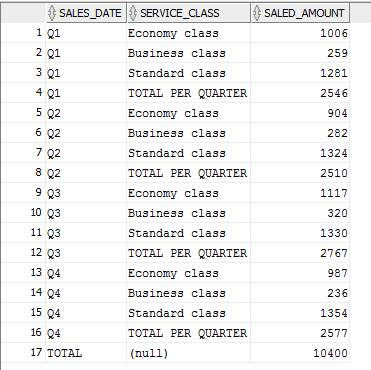 SALES_DATE SERVICE_CLASS SALED_AMOUNT
1 Q1 Economy class 1006
2 Q1 Business class 259
3 Q1 Standard class 1281
4 Q1 TOTAL PER QUARTER 2546
5 Q2 Economy class 904
6 Q2 Business class 282
7 Q2 Standard class 1324
8 Q2 TOTAL PER QUARTER 2510
9 Q3 Economy class 1117
10 Q3 Business class 320
11 Q3 Standard class 1330
12 Q3 TOTAL PER QUARTER 2767
13 Q4 Economy class 987
14 Q4 Business class 236
15 Q4 Standard class 1354
16 Q4 TOTAL PER QUARTER 2577
17 TOTAL (null) 10400